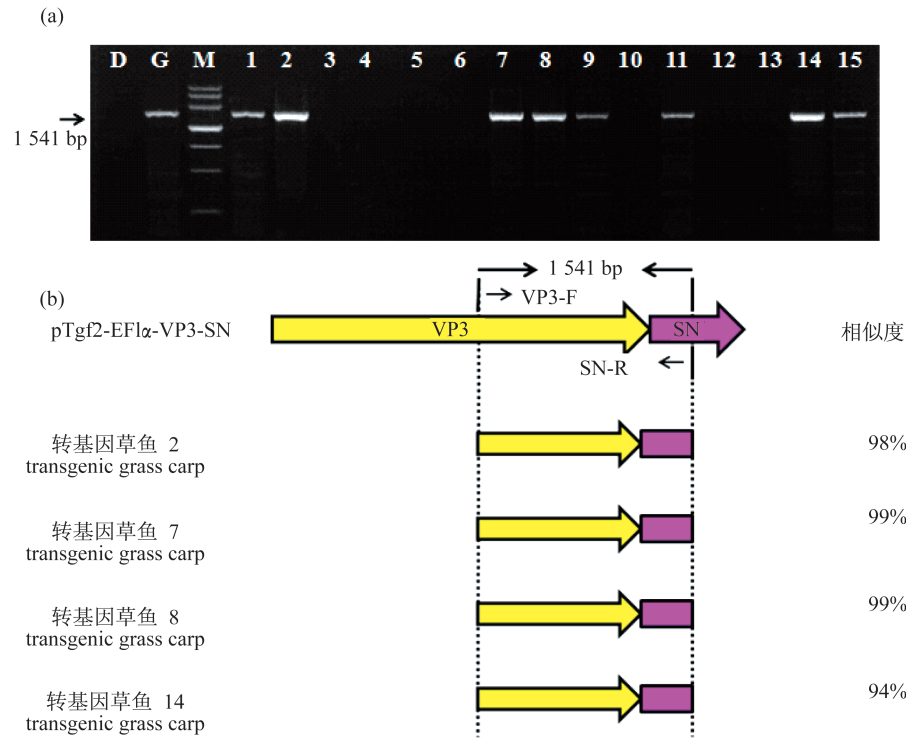 (a)
D G M 1 2 3 4 5 6 7 8 9 10 11 12 13 14 15
1 541 bp
1 541 bp
(b)
VP3-F
pTgf2-EFlα-VP3-SN
VP3
SN
相似度
SN-R
转基因草鱼 2
transgenic grass carp
98%
转基因草鱼 7
transgenic grass carp
99%
转基因草鱼 8
transgenic grass carp
99%
转基因草鱼 14
transgenic grass carp
94%